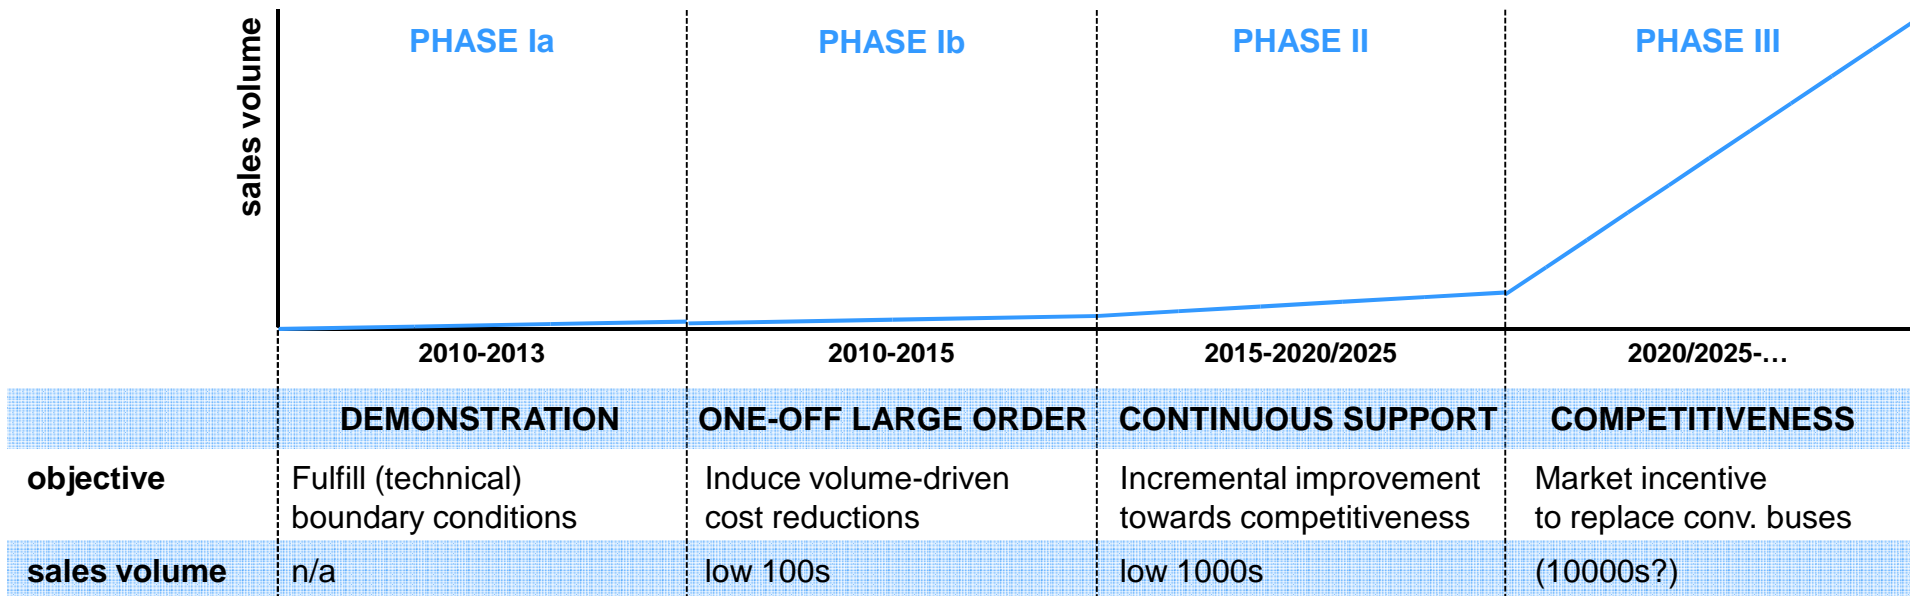 sales volume
PHASE Ia
PHASE Ib
PHASE II
PHASE III
2010-2013
2010-2015
2015-2020/2025
2020/2025-…
DEMONSTRATION
ONE-OFF LARGE ORDER
CONTINUOUS SUPPORT
COMPETITIVENESS
objective
Fulfill (technical)
boundary conditions
Induce volume-driven
cost reductions
Incremental improvement
towards competitiveness
Market incentive
to replace conv. buses
sales volume
n/a
low 100s
low 1000s
(10000s?)